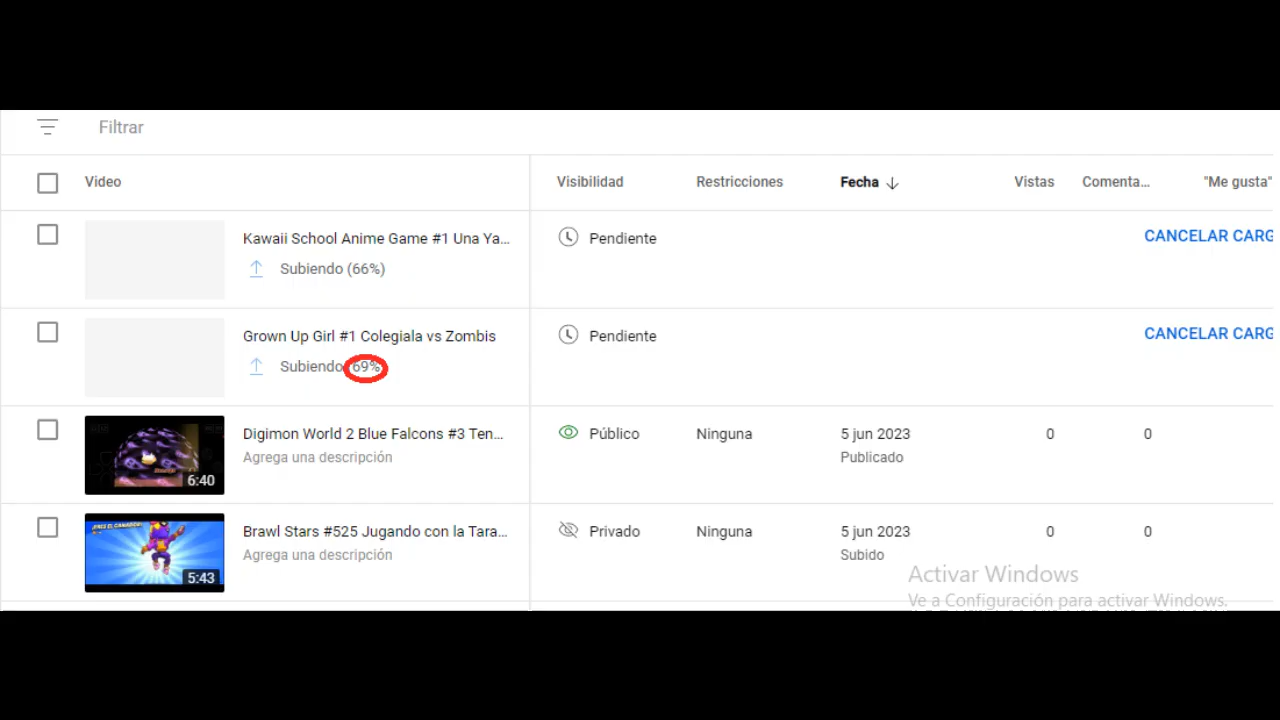 Filtrar
Video Visibilidad Restricciones Fecha Vistas Comenta... "Me gusta"
Kawaii School Anime Game #1 Una Ya... Pendiente CANCELAR CARG
Subiendo (66%)
Grown Up Girl #1 Colegiala vs Zombis Pendiente CANCELAR CARG
Subiendo (69%)
Digimon World 2 Blue Falcons #3 Ten... Público Ninguna 5 jun 2023 0 0
Agrega una descripción Publicado
6:40
Brawl Stars #525 Jugando con la Tara... Privado Ninguna 5 jun 2023 0 0
Agrega una descripción Subido
5:43
Activar Windows
Ve a Configuración para activar Windows.